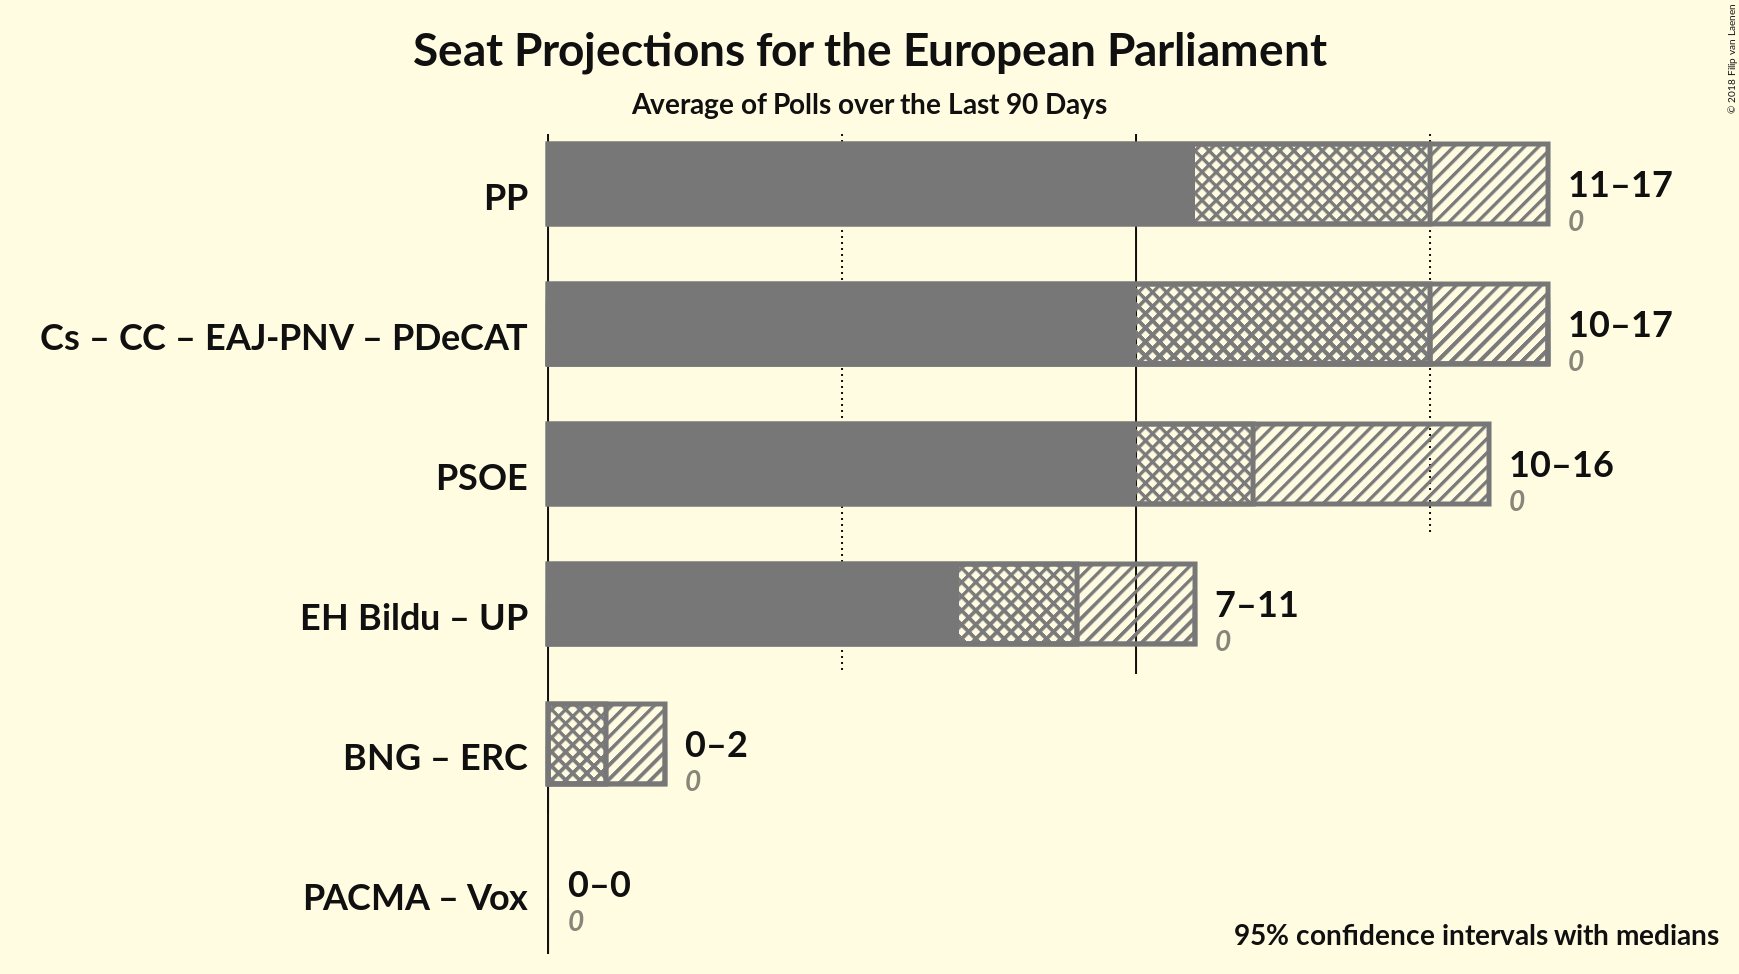 Seat Projections for the European Parliament
Average of Polls over the Last 90 Days
© 2018 Filip van Laenen
PP
11–17
0
Cs – CC – EAJ-PNV – PDeCAT
10–17
0
PSOE
10–16
0
EH Bildu – UP
7–11
0
BNG – ERC
0–2
0
PACMA – Vox
0–0
0
95% confidence intervals with medians